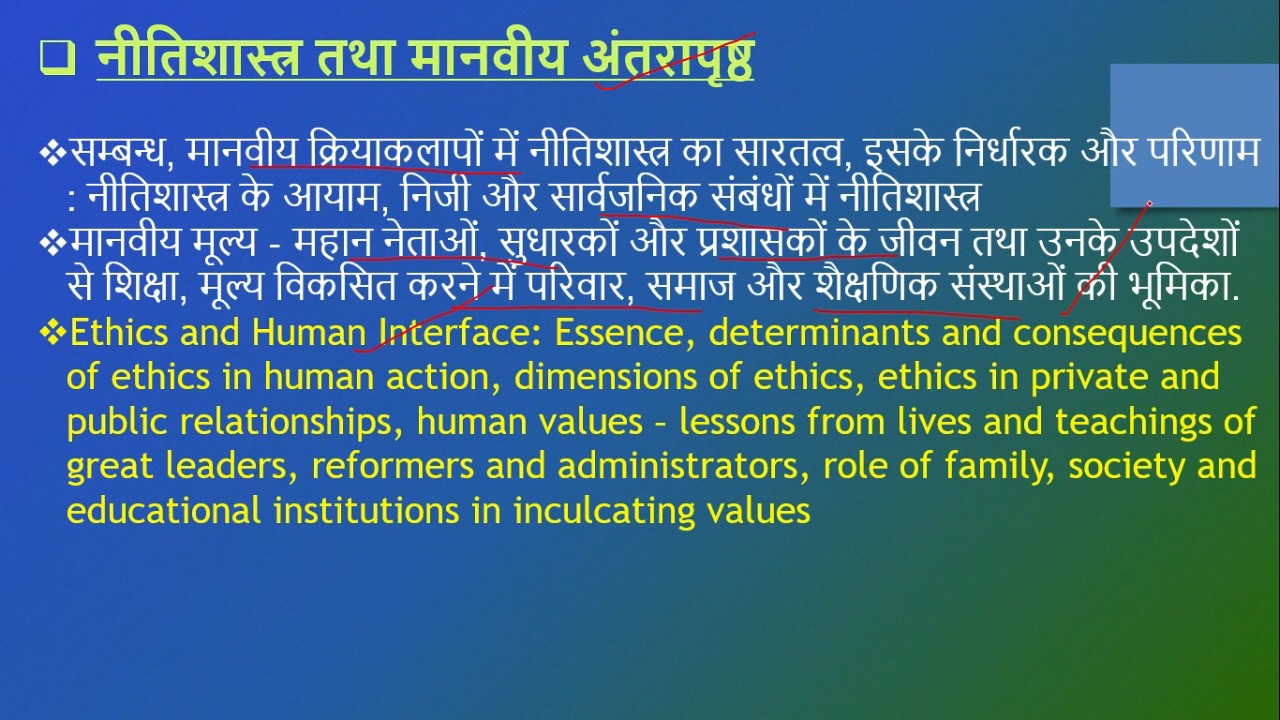 ❑ नीतिशास्त्र तथा मानवीय अंतरापृष्ठ
❖सम्बन्ध, मानवीय क्रियाकलापों में नीतिशास्त्र का सारतत्व, इसके निर्धारक और परिणाम
: नीतिशास्त्र के आयाम, निजी और सार्वजनिक संबंधों में नीतिशास्त्र
❖मानवीय मूल्य - महान नेताओं, सुधारकों और प्रशासकों के जीवन तथा उनके उपदेशों
से शिक्षा, मूल्य विकसित करने में परिवार, समाज और शैक्षणिक संस्थाओं की भूमिका.
❖Ethics and Human Interface: Essence, determinants and consequences
of ethics in human action, dimensions of ethics, ethics in private and
public relationships, human values – lessons from lives and teachings of
great leaders, reformers and administrators, role of family, society and
educational institutions in inculcating values